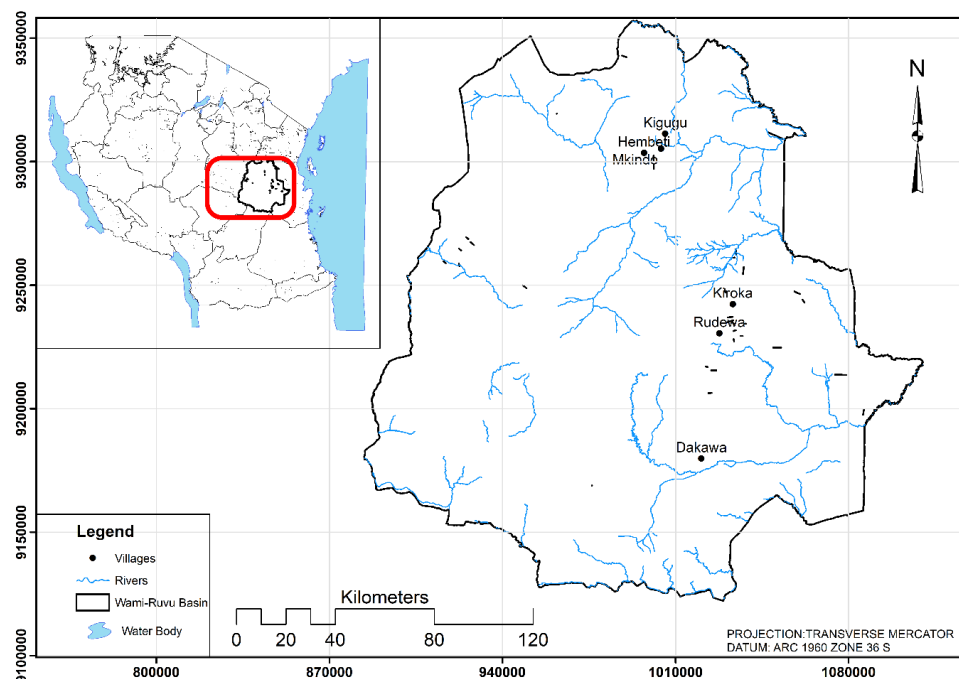 9350000
9300000
9250000
9200000
9150000
9100000
N
Kigugu
Hembeti
Mkindo
Kiroka
Rudewa
Dakawa
Legend
Villages
Rivers
Wami-Ruvu Basin
Water Body
Kilometers
0 20 40 80 120
PROJECTION:TRANSVERSE MERCATOR
DATUM: ARC 1960 ZONE 36 S
800000 870000 940000 1010000 1080000